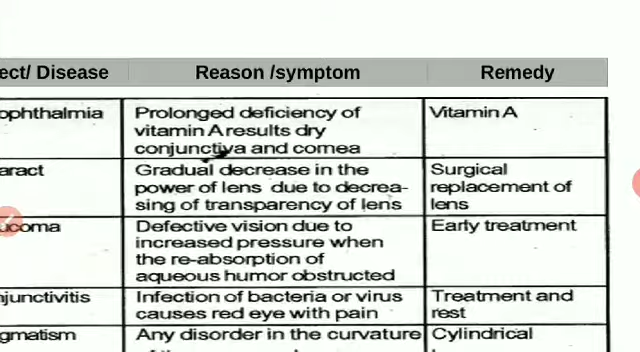 ect/ Disease Reason /symptom Remedy
ophthalmia Prolonged deficiency of Vitamin A
vitamin A results dry
conjunctiva and cornea
aract Gradual decrease in the Surgical
power of lens due to decrea- replacement of
sing of transparency of lens lens
ucoma Defective vision due to Early treatment
increased pressure when
the re-absorption of
aqueous humor obstructed
njunctivitis Infection of bacteria or virus Treatment and
causes red eye with pain rest
gmatism Any disorder in the curvature Cylindrical